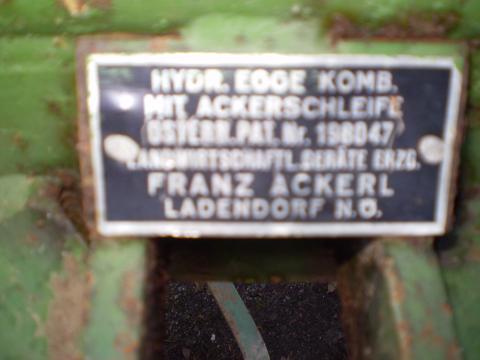 HYDR. EGGE KOMB.
MIT ACKERSCHLEIFE
ÖSTERR. PAT. Nr. 198047
LANDWIRTSCHAFTL. GERÄTE ERZG.
FRANZ ACKERL
LADENDORF N.Ö.